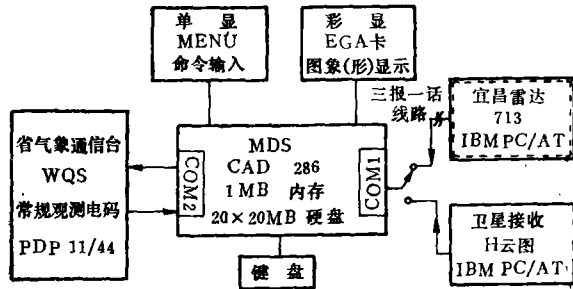 单 显
MENU
命令输入
彩 显
EGA卡
图象(形)显示
三报一话
线路
宜昌雷达
713
IBM PC/AT
省气象通信台
WQS
常规观测电码
PDP 11/44
COM2
MDS
CAD 286
1MB 内存
20×20MB 硬盘
COM1
卫星接收
H云图
IBM PC/AT
键 盘